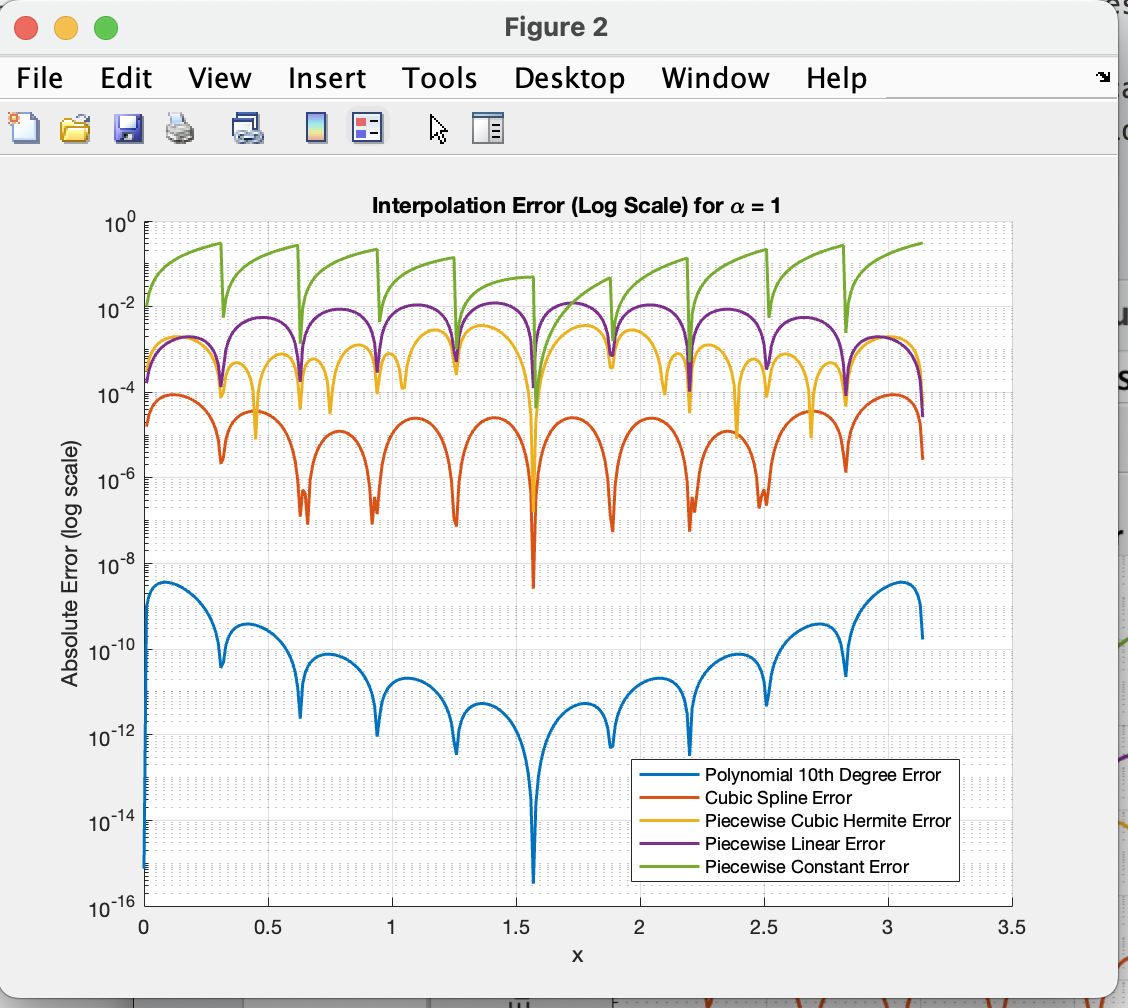 Figure 2
File Edit View Insert Tools Desktop Window Help
Interpolation Error (Log Scale) for α = 1
10^0
10^-2
10^-4
10^-6
10^-8
10^-10
10^-12
10^-14
10^-16
Absolute Error (log scale)
Polynomial 10th Degree Error
Cubic Spline Error
Piecewise Cubic Hermite Error
Piecewise Linear Error
Piecewise Constant Error
0 0.5 1 1.5 2 2.5 3 3.5
x